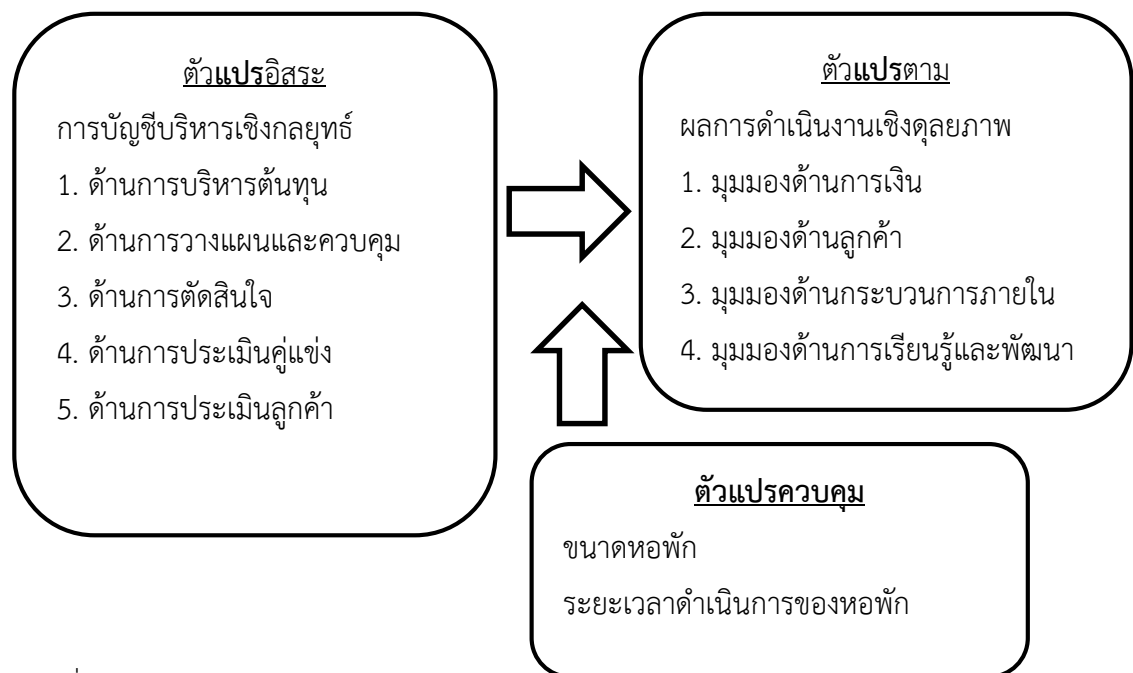 ตัวแปรอิสระ
การบัญชีบริหารเชิงกลยุทธ์
1. ด้านการบริหารต้นทุน
2. ด้านการวางแผนและควบคุม
3. ด้านการตัดสินใจ
4. ด้านการประเมินคู่แข่ง
5. ด้านการประเมินลูกค้า
ตัวแปรตาม
ผลการดำเนินงานเชิงดุลยภาพ
1. มุมมองด้านการเงิน
2. มุมมองด้านลูกค้า
3. มุมมองด้านกระบวนการภายใน
4. มุมมองด้านการเรียนรู้และพัฒนา
ตัวแปรควบคุม
ขนาดหอพัก
ระยะเวลาดำเนินการของหอพัก